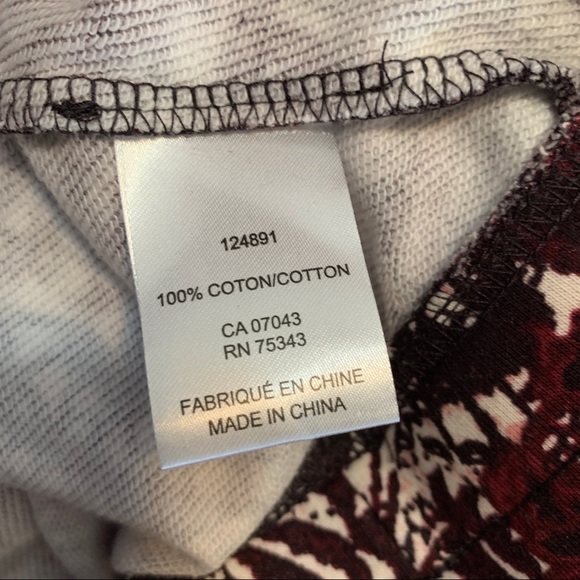 124891
100% COTON/COTTON
CA 07043
RN 75343
FABRIQUÉ EN CHINE
MADE IN CHINA